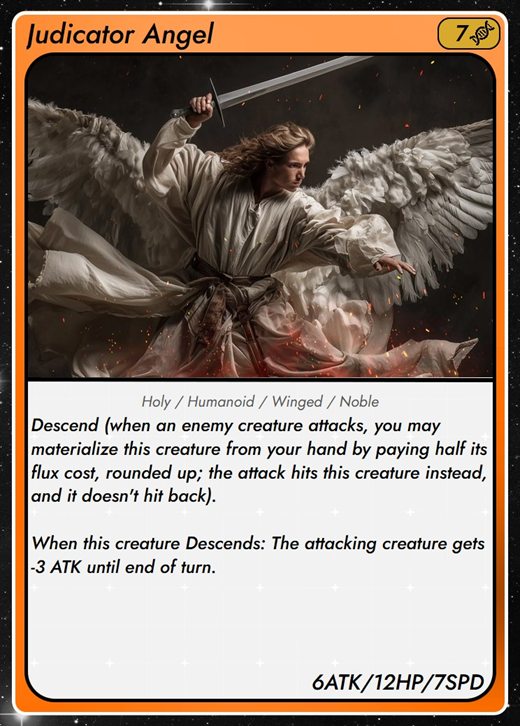 Judicator Angel
7
Holy / Humanoid / Winged / Noble
Descend (when an enemy creature attacks, you may
materialize this creature from your hand by paying half its
flux cost, rounded up; the attack hits this creature instead,
and it doesn't hit back).
When this creature Descends: The attacking creature gets
-3 ATK until end of turn.
6ATK/12HP/7SPD